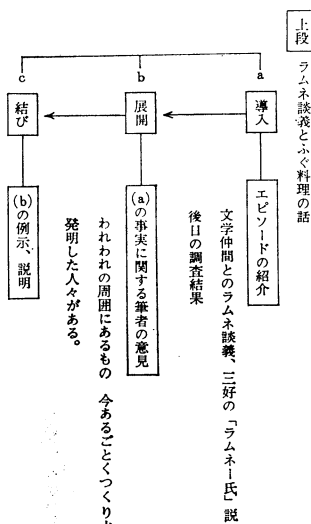 上段 ラムネ談義とふぐ料理の話
a
導入
エピソードの紹介
文学仲間とのラムネ談義、三好の「ラムネー氏」説
後日の調査結果
b
展開
(a)の事実に関する筆者の意見
われわれの周囲にあるもの 今あるごとくつくり
発明した人々がある。
c
結び
(b)の例示、説明